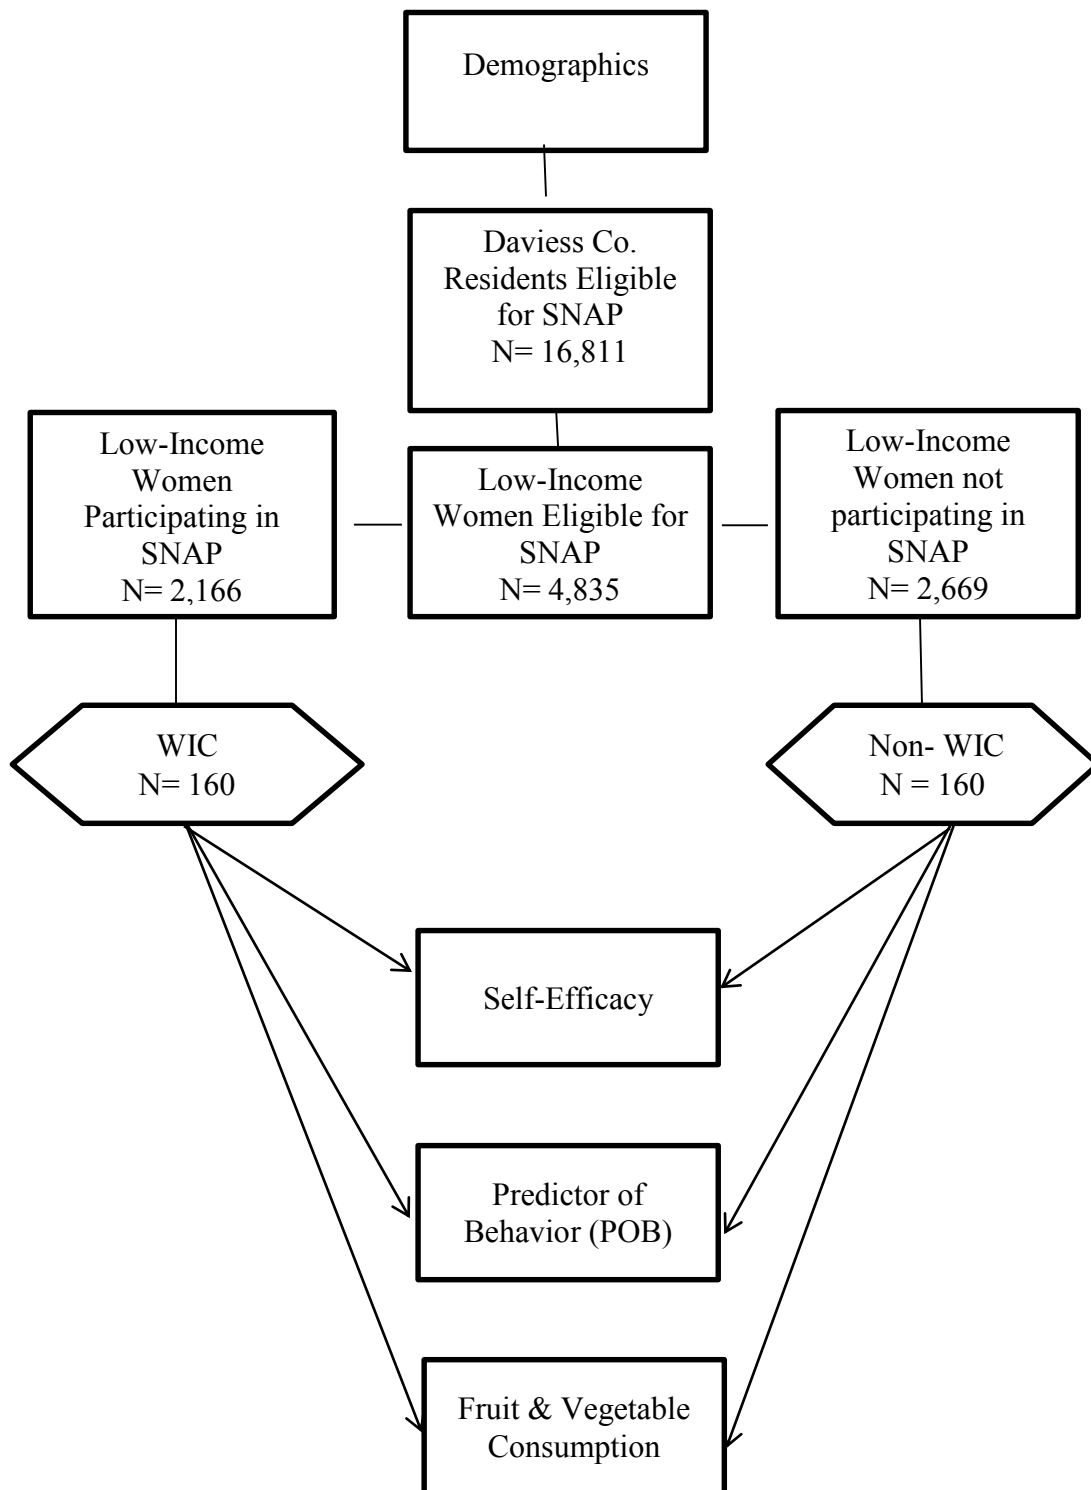 Demographics
Daviess Co.
Residents Eligible
for SNAP
N= 16,811
Low-Income
Women
Participating in
SNAP
N= 2,166
Low-Income
Women Eligible for
SNAP
N= 4,835
Low-Income
Women not
participating in
SNAP
N= 2,669
WIC
N= 160
Non- WIC
N = 160
Self-Efficacy
Predictor of
Behavior (POB)
Fruit & Vegetable
Consumption